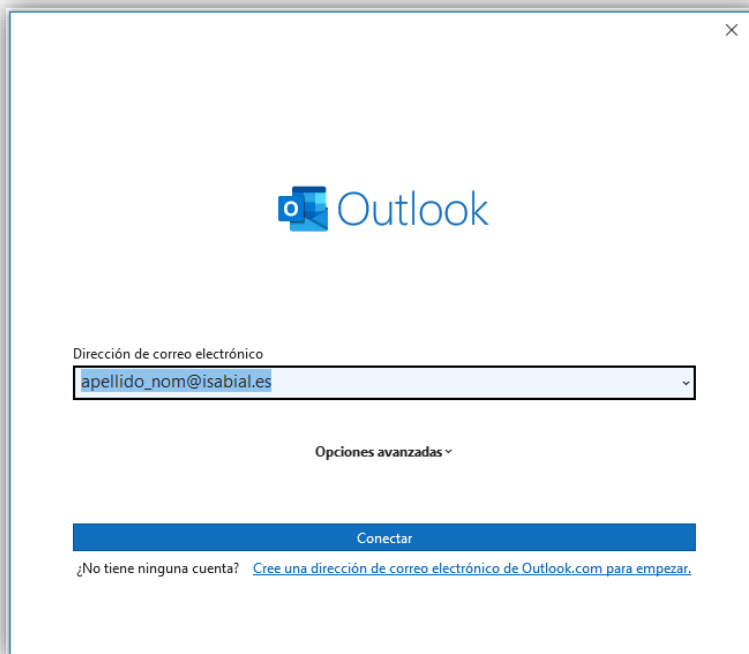 Outlook
Dirección de correo electrónico
apellido_nom@isabial.es
Opciones avanzadas
Conectar
¿No tiene ninguna cuenta? Cree una dirección de correo electrónico de Outlook.com para empezar.